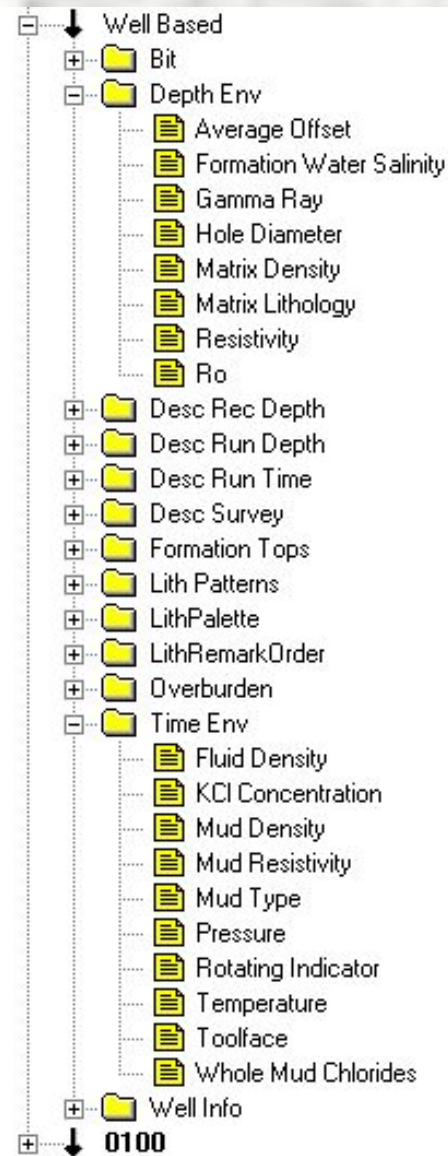 Well Based
Bit
Depth Env
Average Offset
Formation Water Salinity
Gamma Ray
Hole Diameter
Matrix Density
Matrix Lithology
Resistivity
Ro
Desc Rec Depth
Desc Run Depth
Desc Run Time
Desc Survey
Formation Tops
Lith Patterns
LithPalette
LithRemarkOrder
Overburden
Time Env
Fluid Density
KCl Concentration
Mud Density
Mud Resistivity
Mud Type
Pressure
Rotating Indicator
Temperature
Toolface
Whole Mud Chlorides
Well Info
0100